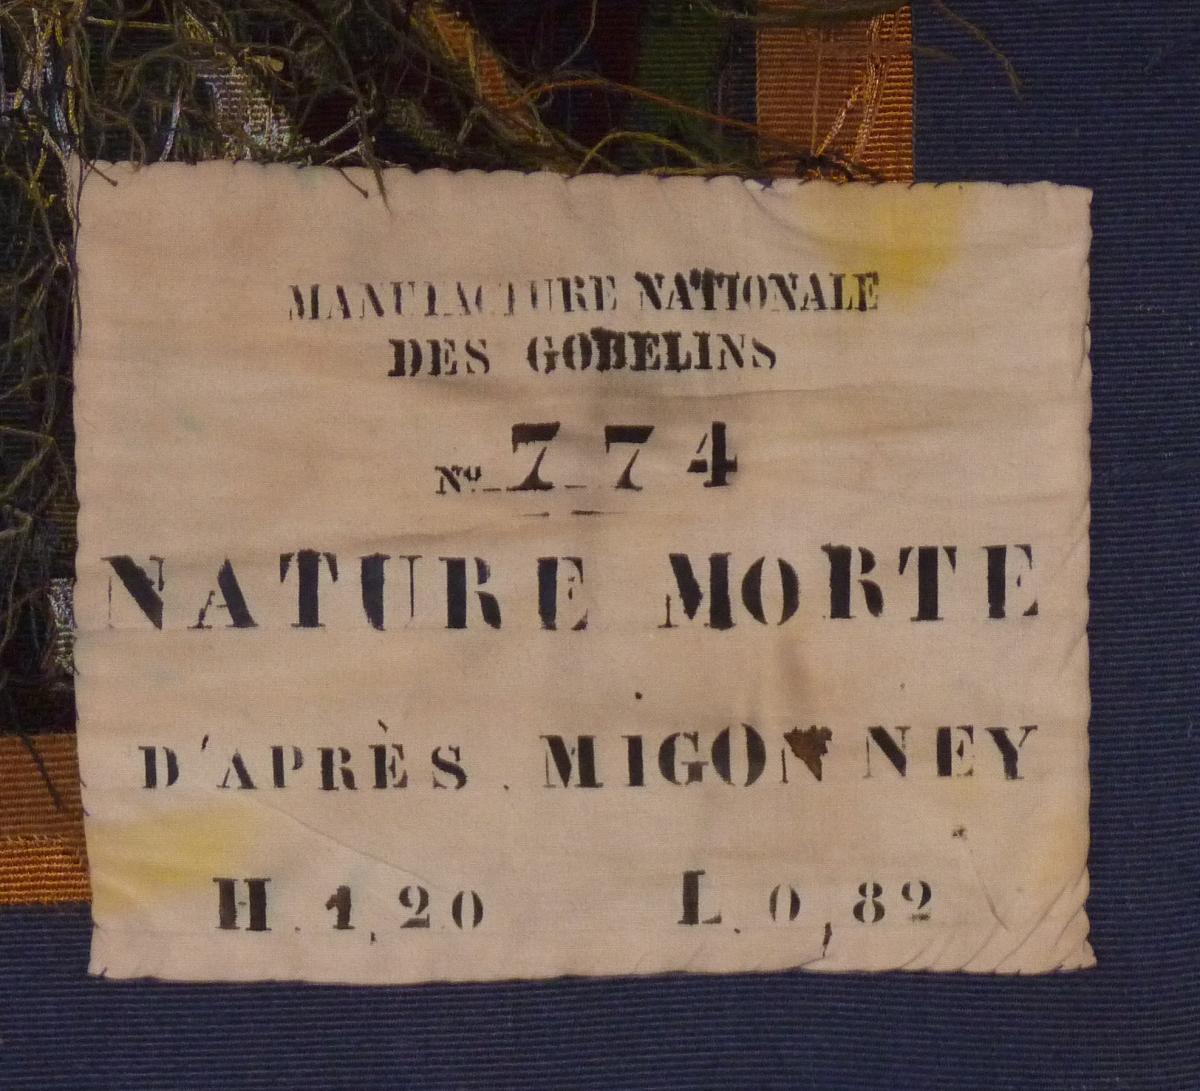 MANUFACTURE NATIONALE
DES GOBELINS
No 774
NATURE MORTE
D'APRÈS MIGONNEY
H. 1,20 L. 0,82